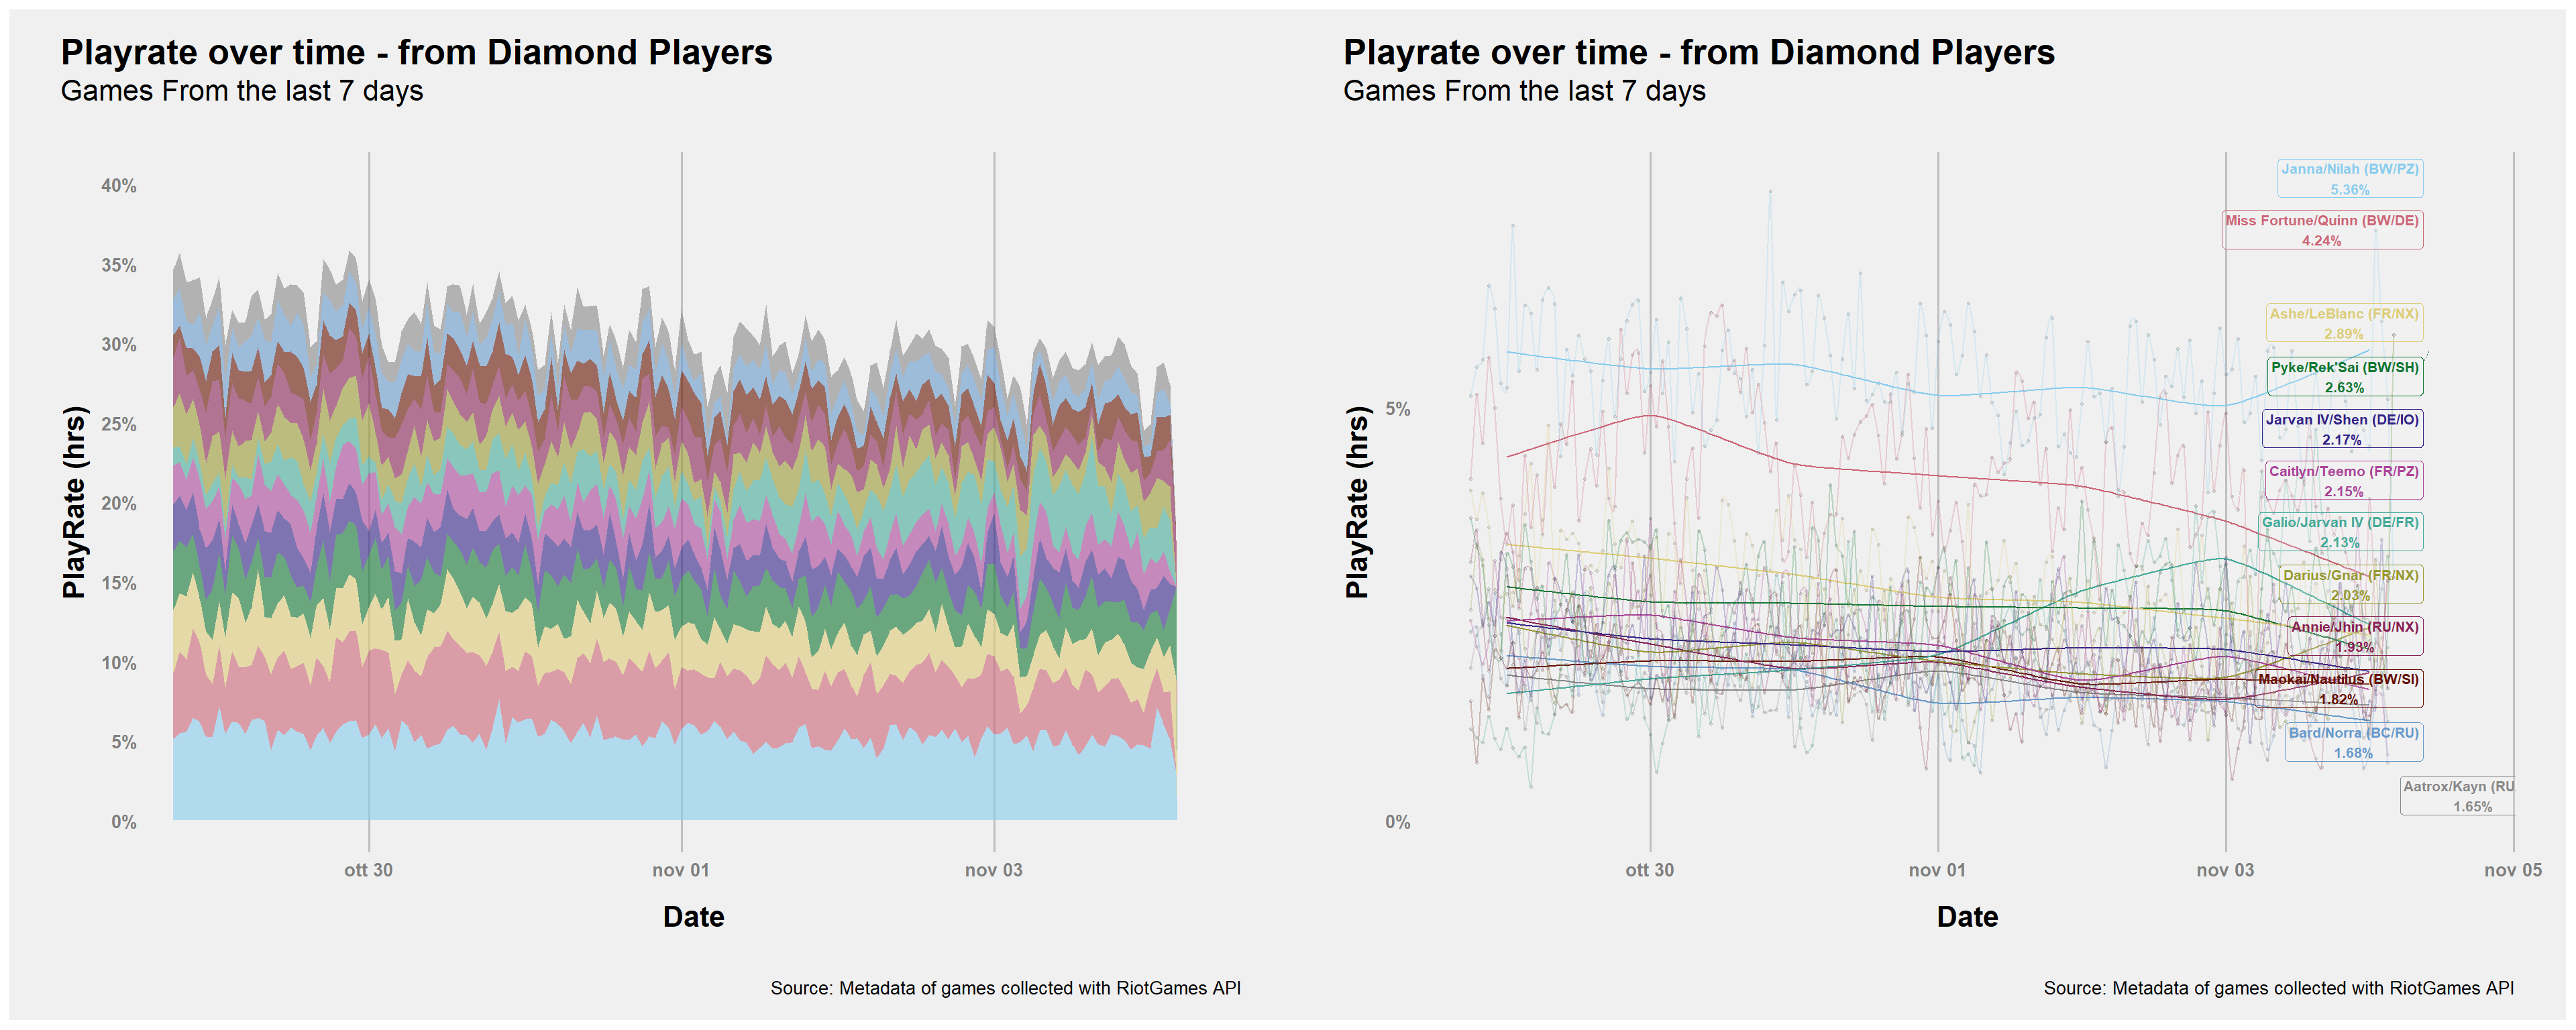 Playrate over time - from Diamond Players
Games From the last 7 days
40%
35%
30%
25%
20%
15%
10%
5%
0%
PlayRate (hrs)
ott 30
nov 01
nov 03
Date
Source: Metadata of games collected with RiotGames API
Playrate over time - from Diamond Players
Games From the last 7 days
5%
0%
PlayRate (hrs)
Janna/Nilah (BW/PZ)
5.36%
Miss Fortune/Quinn (BW/DE)
4.24%
Ashe/LeBlanc (FR/NX)
2.89%
Pyke/Rek'Sai (BW/SH)
2.63%
Jarvan IV/Shen (DE/IO)
2.17%
Caitlyn/Teemo (FR/PZ)
2.15%
Galio/Jarvan IV (DE/FR)
2.13%
Darius/Gnar (FR/NX)
2.03%
Annie/Jhin (RU/NX)
1.93%
Maokai/Nautilus (BW/SI)
1.82%
Bard/Norra (BC/RU)
1.68%
Aatrox/Kayn (RU
1.65%
ott 30
nov 01
nov 03
nov 05
Date
Source: Metadata of games collected with RiotGames API